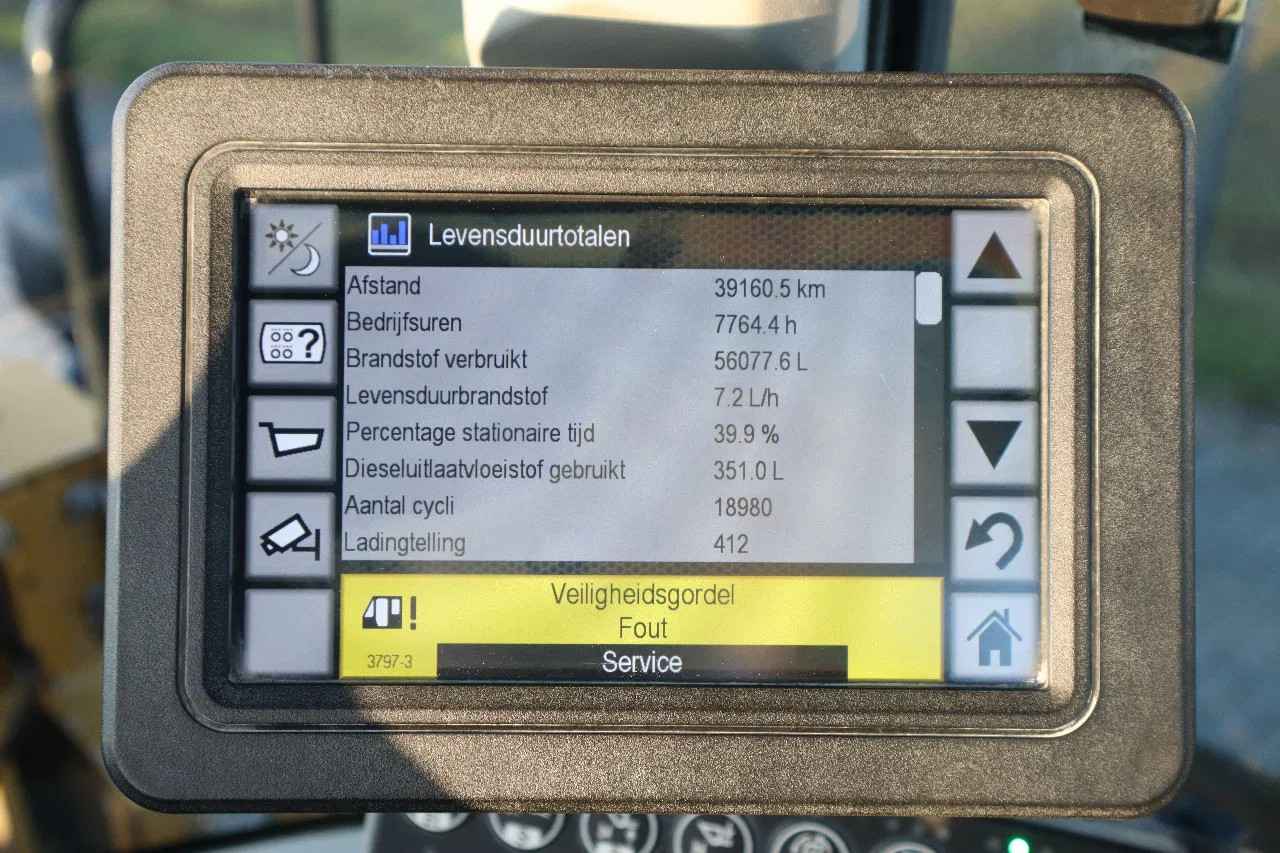 Levensduurtotalen
Afstand 39160.5 km
Bedrijfsuren 7764.4 h
Brandstof verbruikt 56077.6 L
Levensduurbrandstof 7.2 L/h
Percentage stationaire tijd 39.9 %
Dieseluitlaatvloeistof gebruikt 351.0 L
Aantal cycli 18980
Ladingtelling 412
Veiligheidsgordel
Fout
3797-3 Service